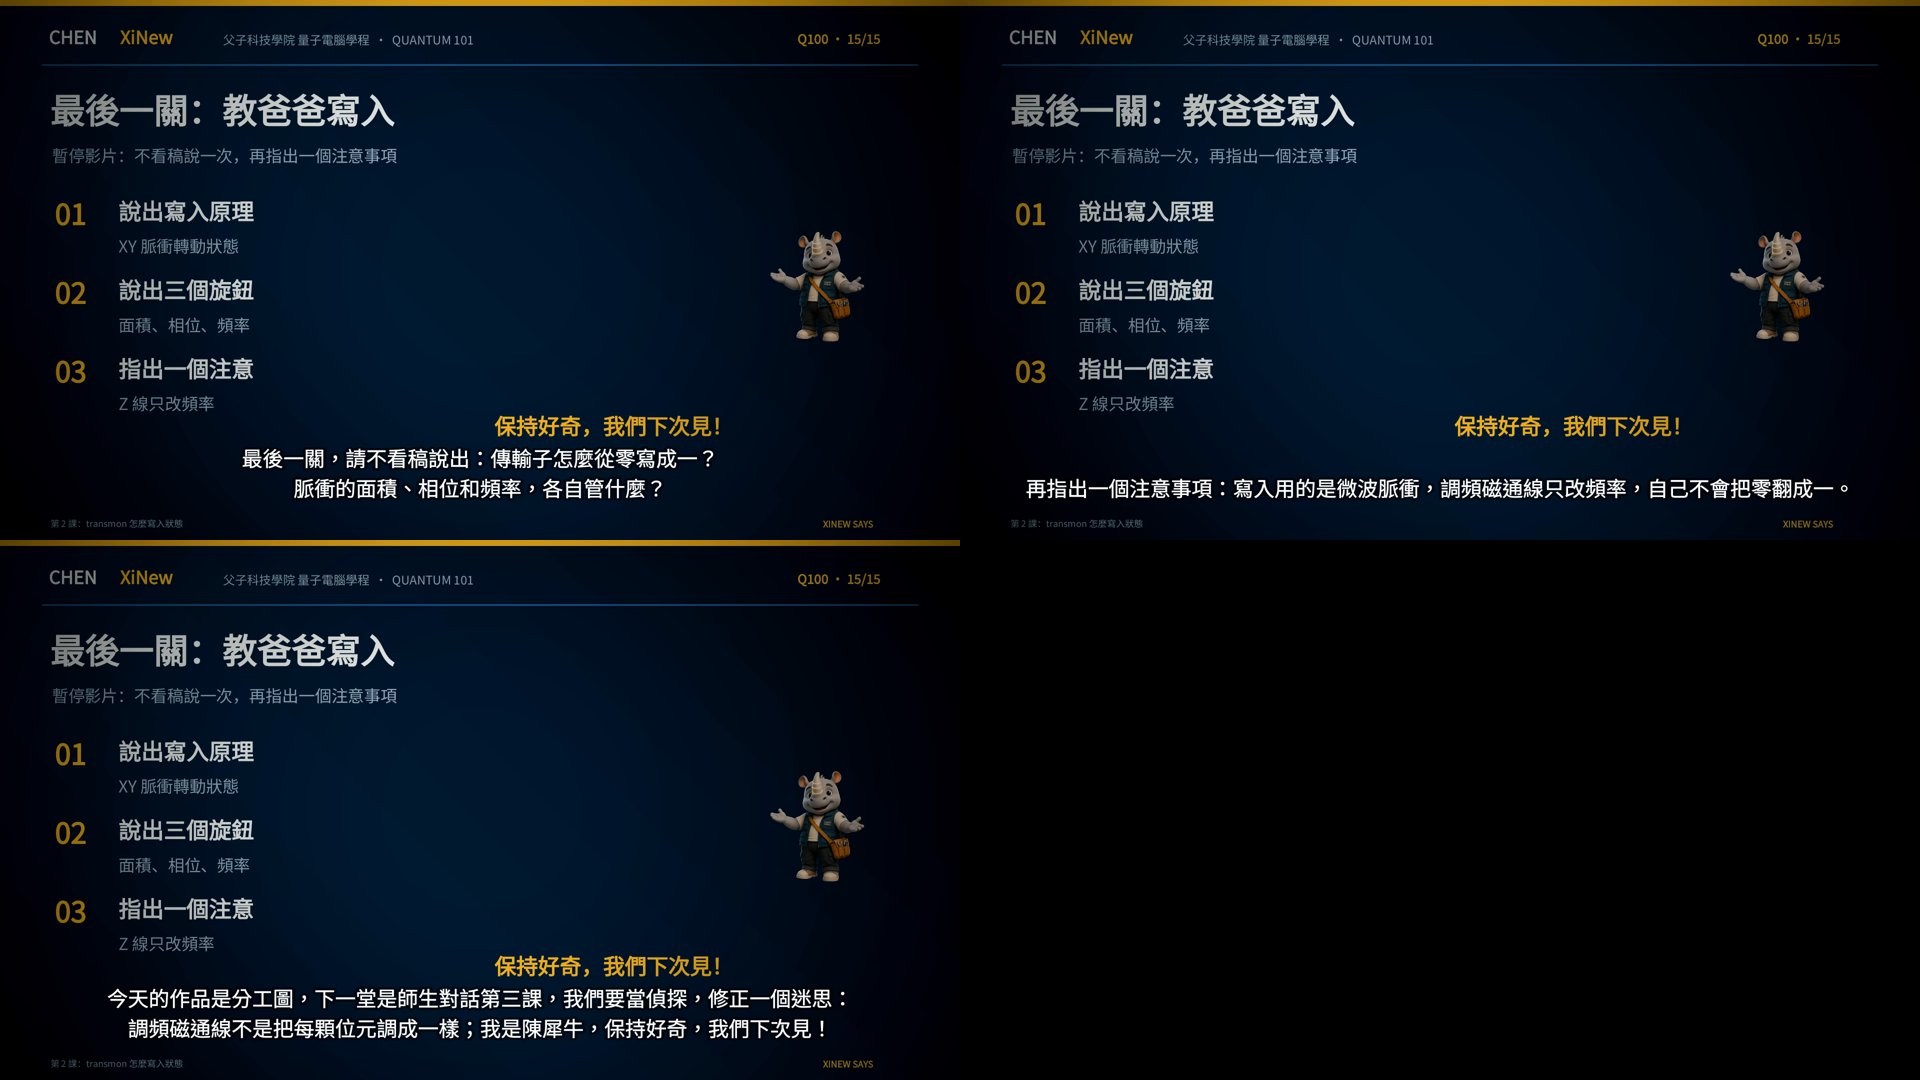 CHEN XiNew 父子科技學院 量子電腦學程 · QUANTUM 101 Q100 · 15/15
最後一關：教爸爸寫入
暫停影片：不看稿說一次，再指出一個注意事項
01 說出寫入原理
XY 脈衝轉動狀態
02 說出三個旋鈕
面積、相位、頻率
03 指出一個注意
Z 線只改頻率
保持好奇，我們下次見！
最後一關，請不看稿說出：傳輸子怎麼從零寫成一？
脈衝的面積、相位和頻率，各自管什麼？
第 2 課：transmon 怎麼寫入狀態 XINEW SAYS
CHEN XiNew 父子科技學院 量子電腦學程 · QUANTUM 101 Q100 · 15/15
最後一關：教爸爸寫入
暫停影片：不看稿說一次，再指出一個注意事項
01 說出寫入原理
XY 脈衝轉動狀態
02 說出三個旋鈕
面積、相位、頻率
03 指出一個注意
Z 線只改頻率
保持好奇，我們下次見！
再指出一個注意事項：寫入用的是微波脈衝，調頻磁通線只改頻率，自己不會把零翻成一。
第 2 課：transmon 怎麼寫入狀態 XINEW SAYS
CHEN XiNew 父子科技學院 量子電腦學程 · QUANTUM 101 Q100 · 15/15
最後一關：教爸爸寫入
暫停影片：不看稿說一次，再指出一個注意事項
01 說出寫入原理
XY 脈衝轉動狀態
02 說出三個旋鈕
面積、相位、頻率
03 指出一個注意
Z 線只改頻率
保持好奇，我們下次見！
今天的作品是分工圖，下一堂是師生對話第三課，我們要當偵探，修正一個迷思：
調頻磁通線不是把每顆位元調成一樣；我是陳犀牛，保持好奇，我們下次見！
第 2 課：transmon 怎麼寫入狀態 XINEW SAYS